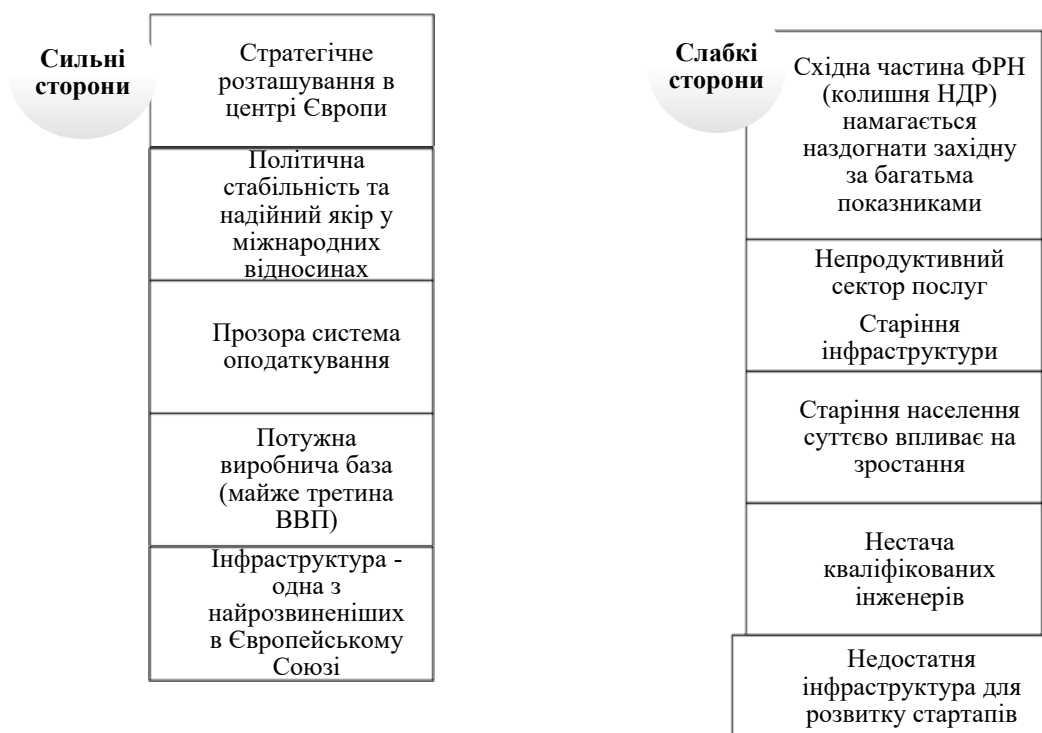 Сильні
сторони
Стратегічне
розташування в
центрі Європи
Політична
стабільність та
надійний якір у
міжнародних
відносинах
Прозора система
оподаткування
Потужна
виробнича база
(майже третина
ВВП)
Інфраструктура -
одна з
найрозвиненіших
в Європейському
Союзі
Слабкі
сторони
Східна частина ФРН
(колишня НДР)
намагається
наздогнати західну
за багатьма
показниками
Непродуктивний
сектор послуг
Старіння
інфраструктури
Старіння населення
суттєво впливає на
зростання
Нестача
кваліфікованих
інженерів
Недостатня
інфраструктура для
розвитку стартапів